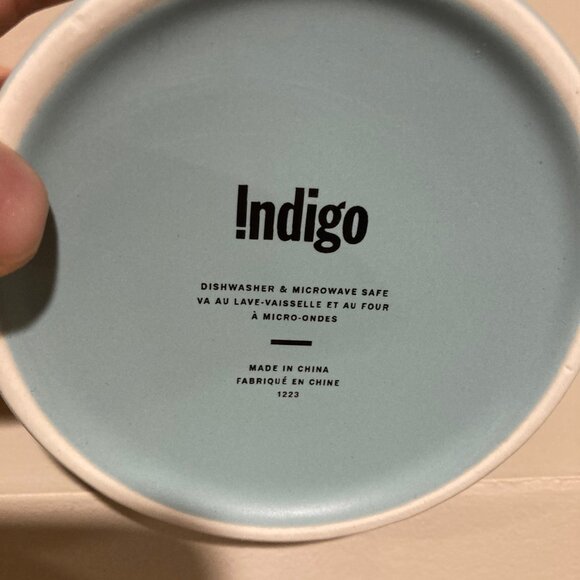 !ndigo
DISHWASHER & MICROWAVE SAFE
VA AU LAVE-VAISSELLE ET AU FOUR
À MICRO-ONDES
MADE IN CHINA
FABRIQUÉ EN CHINE
1223